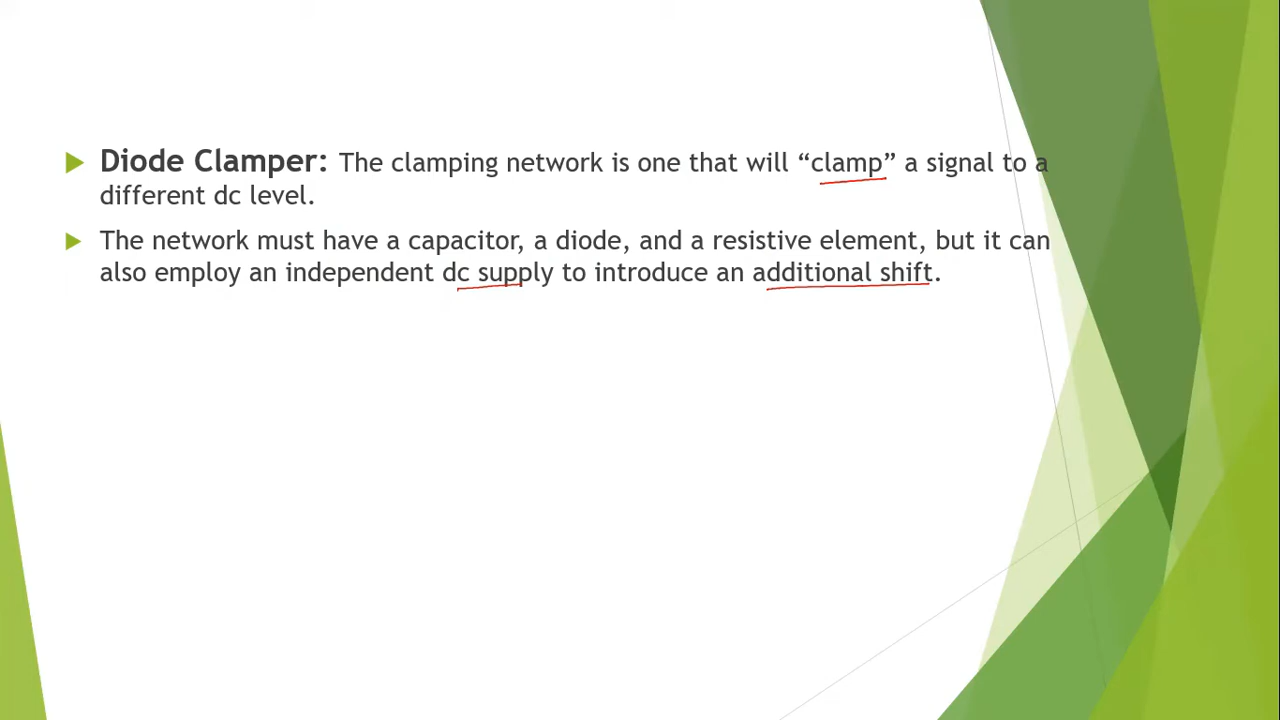 Diode Clamper: The clamping network is one that will “clamp” a signal to a
different dc level.
The network must have a capacitor, a diode, and a resistive element, but it can
also employ an independent dc supply to introduce an additional shift.